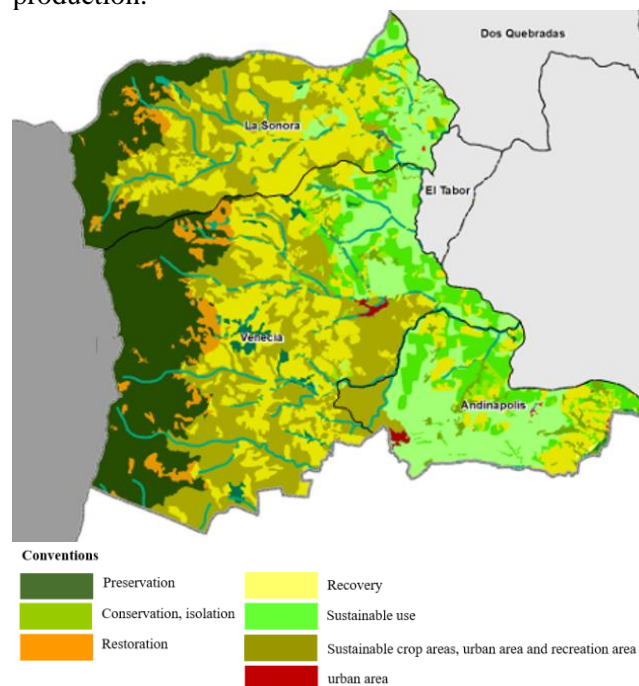 production.
Dos Quebradas
La Sonora
El Tabor
Venecia
Andinapolis
Conventions
Preservation
Recovery
Conservation, isolation
Sustainable use
Restoration
Sustainable crop areas, urban area and recreation area
urban area